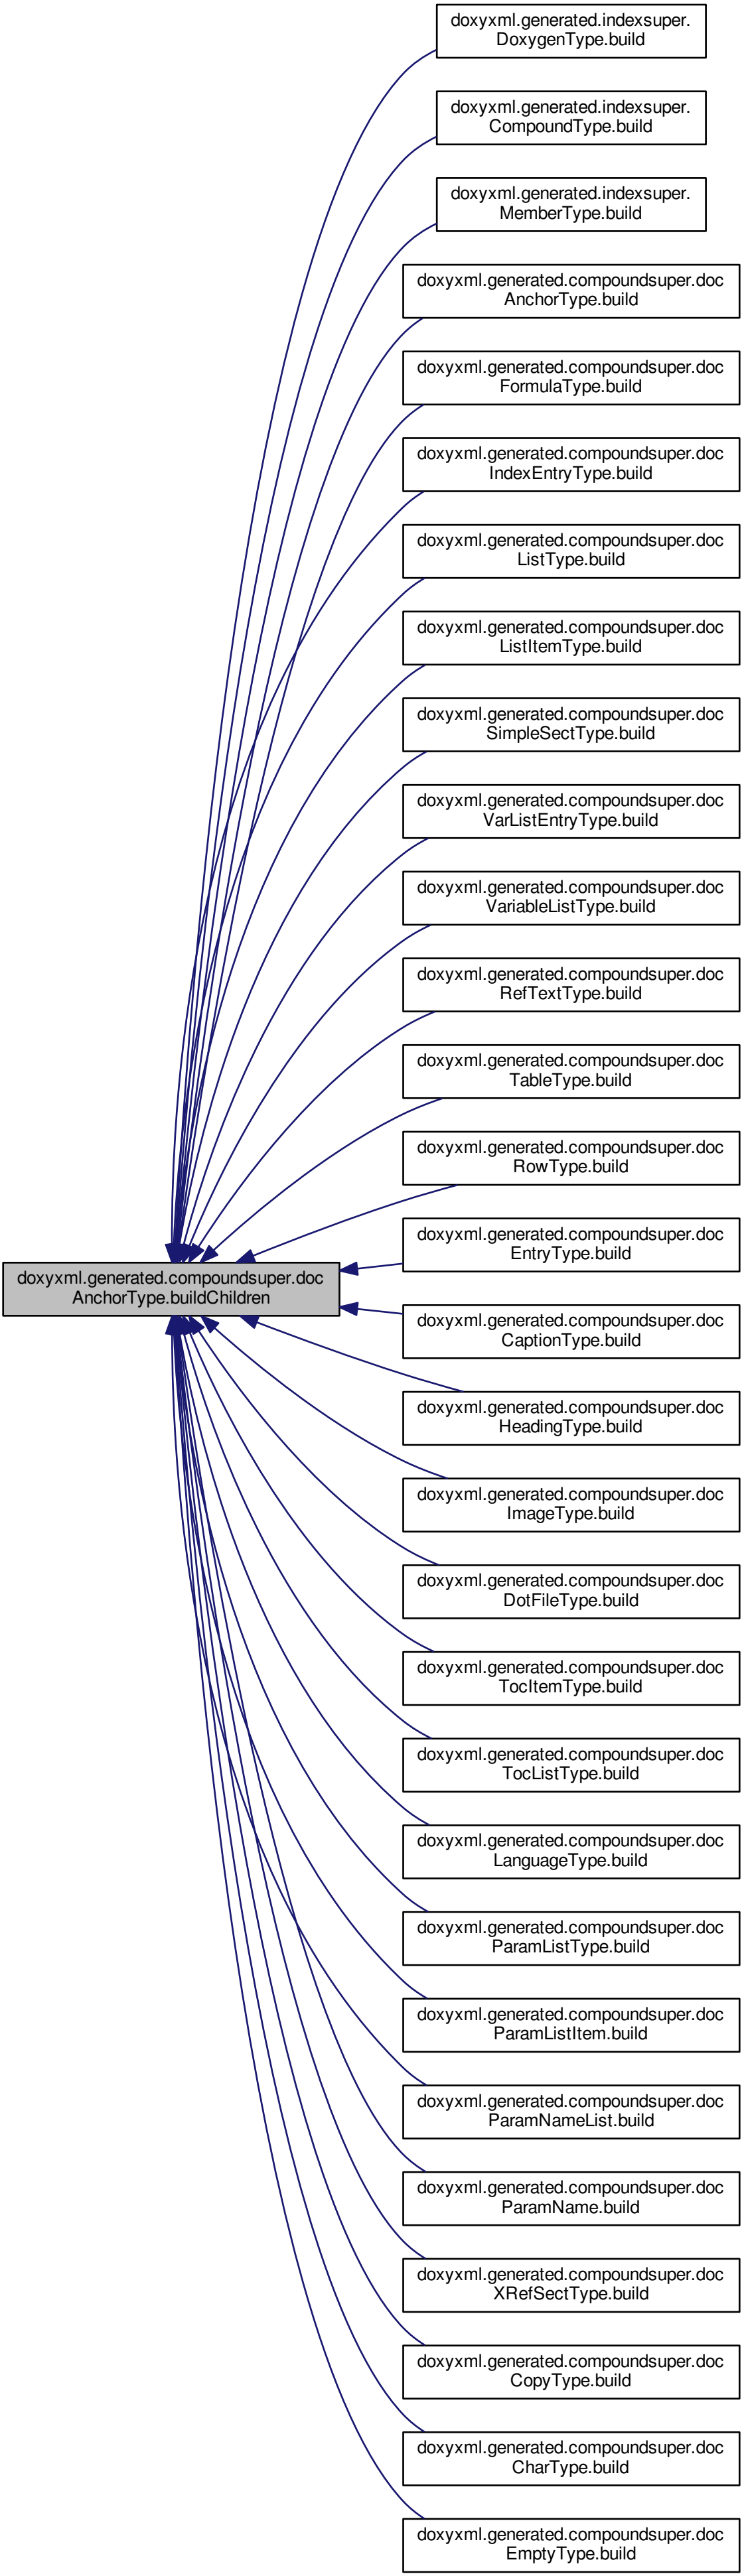 doxyxml.generated.indexsuper.
DoxygenType.build
doxyxml.generated.indexsuper.
CompoundType.build
doxyxml.generated.indexsuper.
MemberType.build
doxyxml.generated.compoundsuper.doc
AnchorType.build
doxyxml.generated.compoundsuper.doc
FormulaType.build
doxyxml.generated.compoundsuper.doc
IndexEntryType.build
doxyxml.generated.compoundsuper.doc
ListType.build
doxyxml.generated.compoundsuper.doc
ListItemType.build
doxyxml.generated.compoundsuper.doc
SimpleSectType.build
doxyxml.generated.compoundsuper.doc
VarListEntryType.build
doxyxml.generated.compoundsuper.doc
VariableListType.build
doxyxml.generated.compoundsuper.doc
RefTextType.build
doxyxml.generated.compoundsuper.doc
TableType.build
doxyxml.generated.compoundsuper.doc
RowType.build
doxyxml.generated.compoundsuper.doc
EntryType.build
doxyxml.generated.compoundsuper.doc
AnchorType.buildChildren
doxyxml.generated.compoundsuper.doc
CaptionType.build
doxyxml.generated.compoundsuper.doc
HeadingType.build
doxyxml.generated.compoundsuper.doc
ImageType.build
doxyxml.generated.compoundsuper.doc
DotFileType.build
doxyxml.generated.compoundsuper.doc
TocItemType.build
doxyxml.generated.compoundsuper.doc
TocListType.build
doxyxml.generated.compoundsuper.doc
LanguageType.build
doxyxml.generated.compoundsuper.doc
ParamListType.build
doxyxml.generated.compoundsuper.doc
ParamListItem.build
doxyxml.generated.compoundsuper.doc
ParamNameList.build
doxyxml.generated.compoundsuper.doc
ParamName.build
doxyxml.generated.compoundsuper.doc
XRefSectType.build
doxyxml.generated.compoundsuper.doc
CopyType.build
doxyxml.generated.compoundsuper.doc
CharType.build
doxyxml.generated.compoundsuper.doc
EmptyType.build